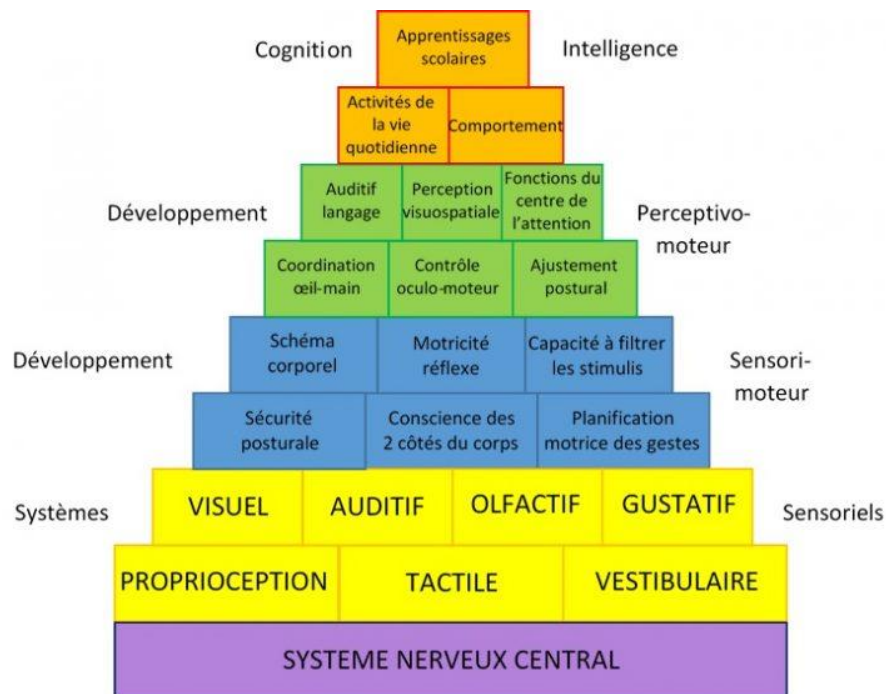 Apprentissages
scolaires
Cognition
Intelligence
Activités de
la vie
quotidienne
Comportement
Auditif
langage
Perception
visuospatiale
Fonctions du
centre de
l'attention
Développement
Perceptivo-
moteur
Coordination
œil-main
Contrôle
oculo-moteur
Ajustement
postural
Schéma
corporel
Motricité
réflexe
Capacité à filtrer
les stimulis
Développement
Sensori-
moteur
Sécurité
posturale
Conscience des
2 côtés du corps
Planification
motrice des gestes
Systèmes
VISUEL
AUDITIF
OLFACTIF
GUSTATIF
Sensoriels
PROPRIOCEPTION
TACTILE
VESTIBULAIRE
SYSTEME NERVEUX CENTRAL